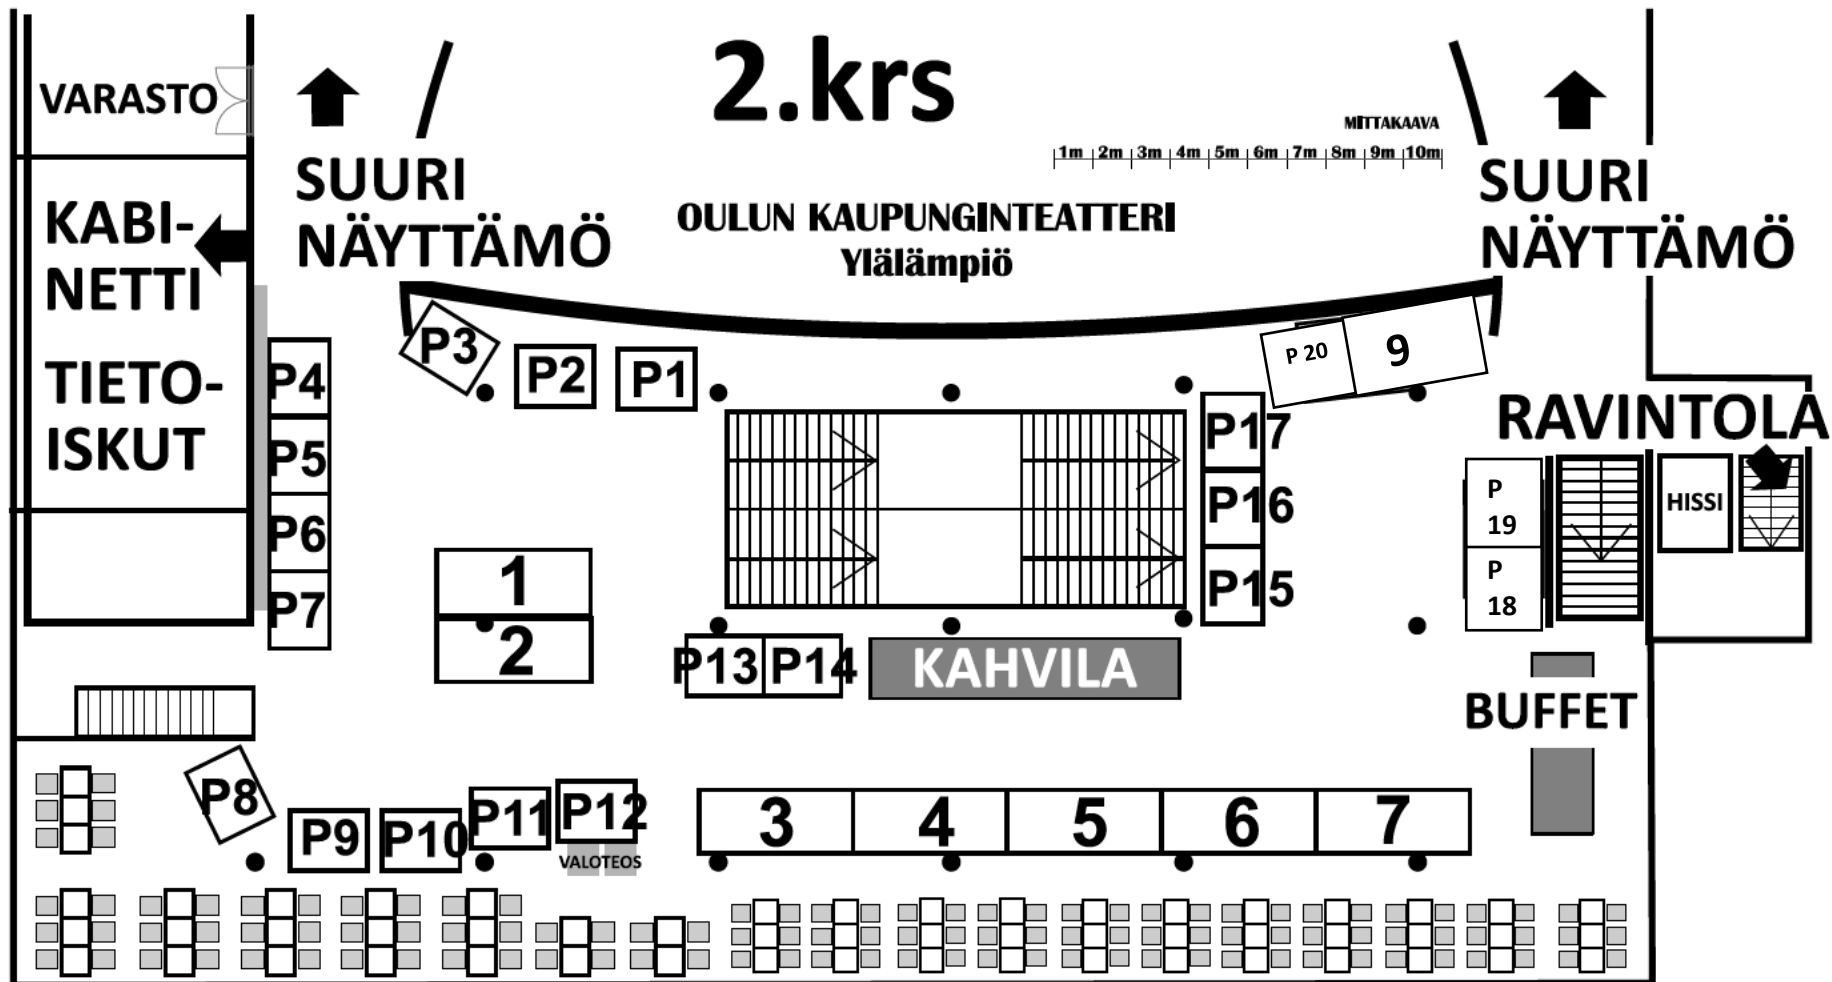 2.krs
VARASTO
MITTAKAAVA
1m 2m 3m 4m 5m 6m 7m 8m 9m 10m
SUURI
NÄYTTÄMÖ
SUURI
NÄYTTÄMÖ
KABI-
NETTI
OULUN KAUPUNGINTEATTERI
Ylälämpiö
TIETO-
ISKUT
P3
P2
P1
P 20
9
P4
P5
P6
P7
P17
P16
P15
RAVINTOLA
P
19
P
18
HISSI
1
2
P13
P14
KAHVILA
BUFFET
P8
P9
P10
P11
P12
VALOTEOS
3
4
5
6
7